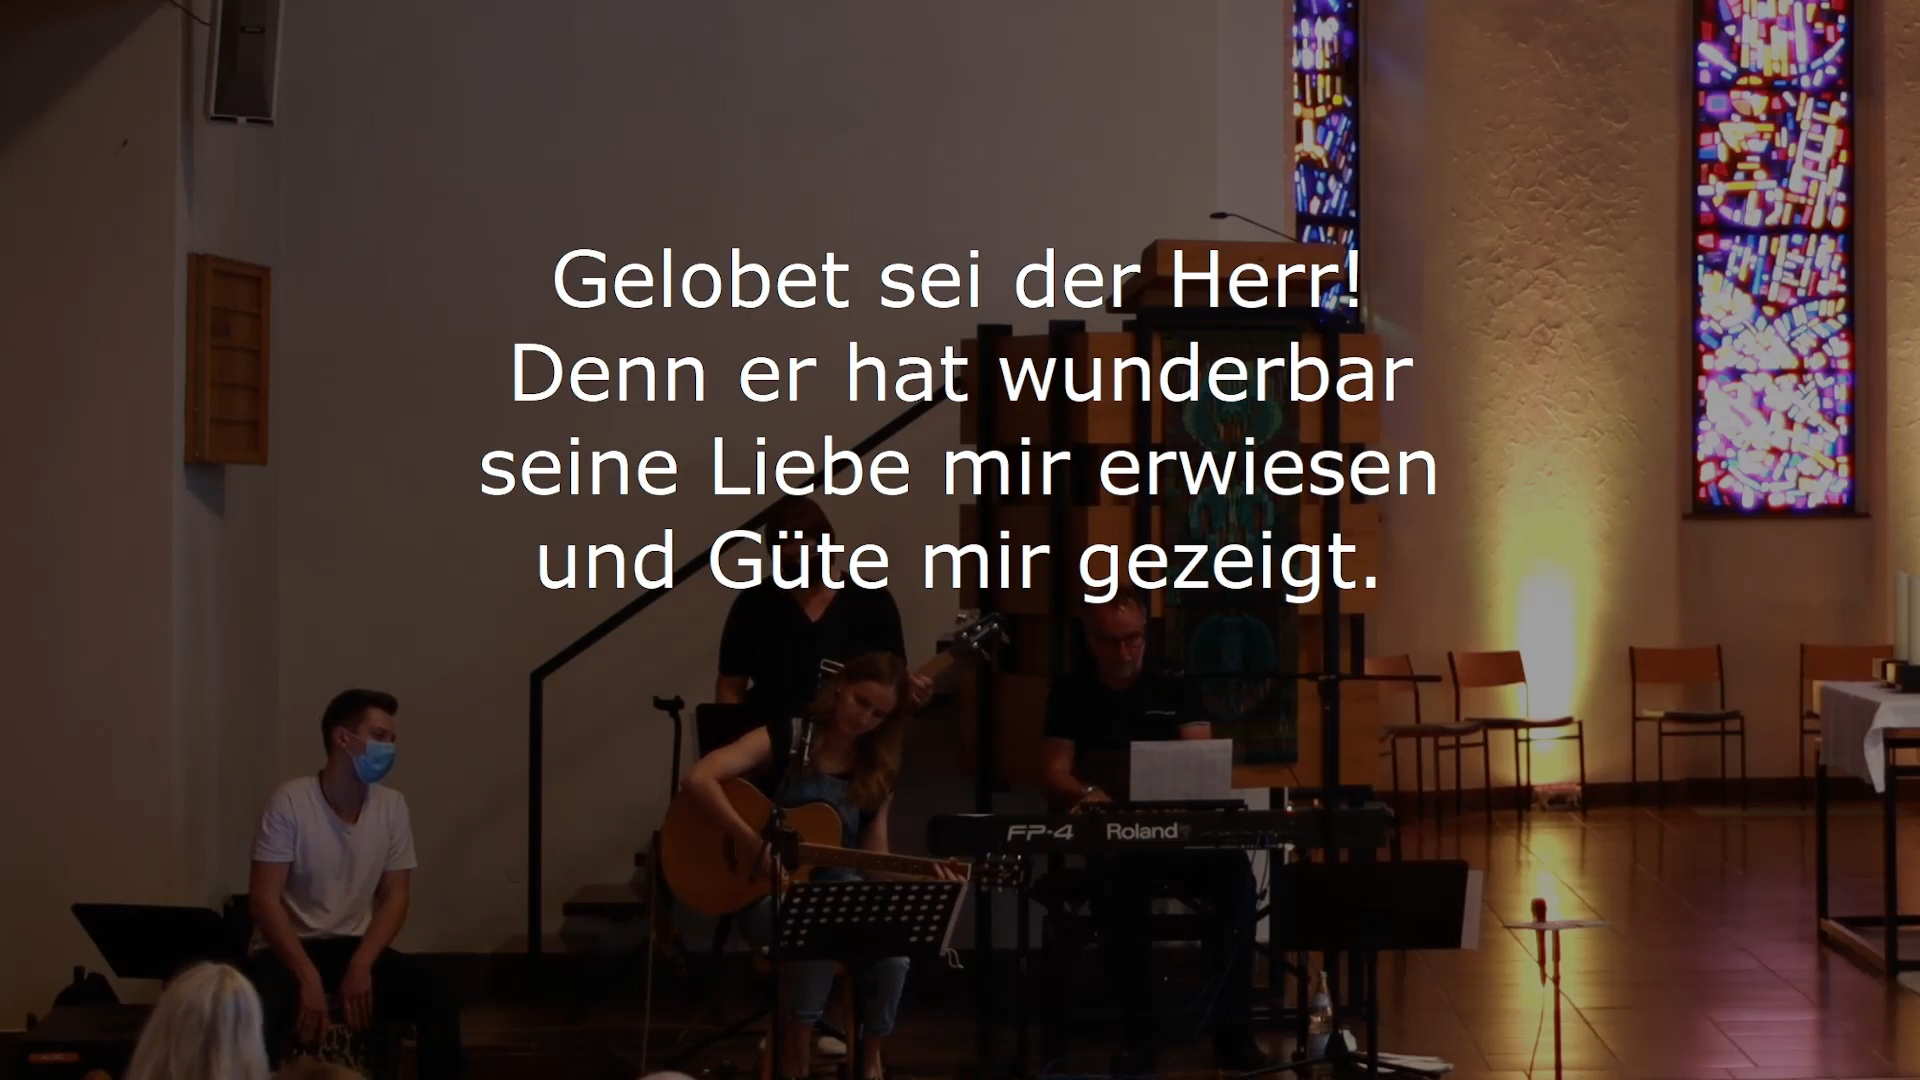 Gelobet sei der Herr!
Denn er hat wunderbar
seine Liebe mir erwiesen
und Güte mir gezeigt.
FP-4 Roland